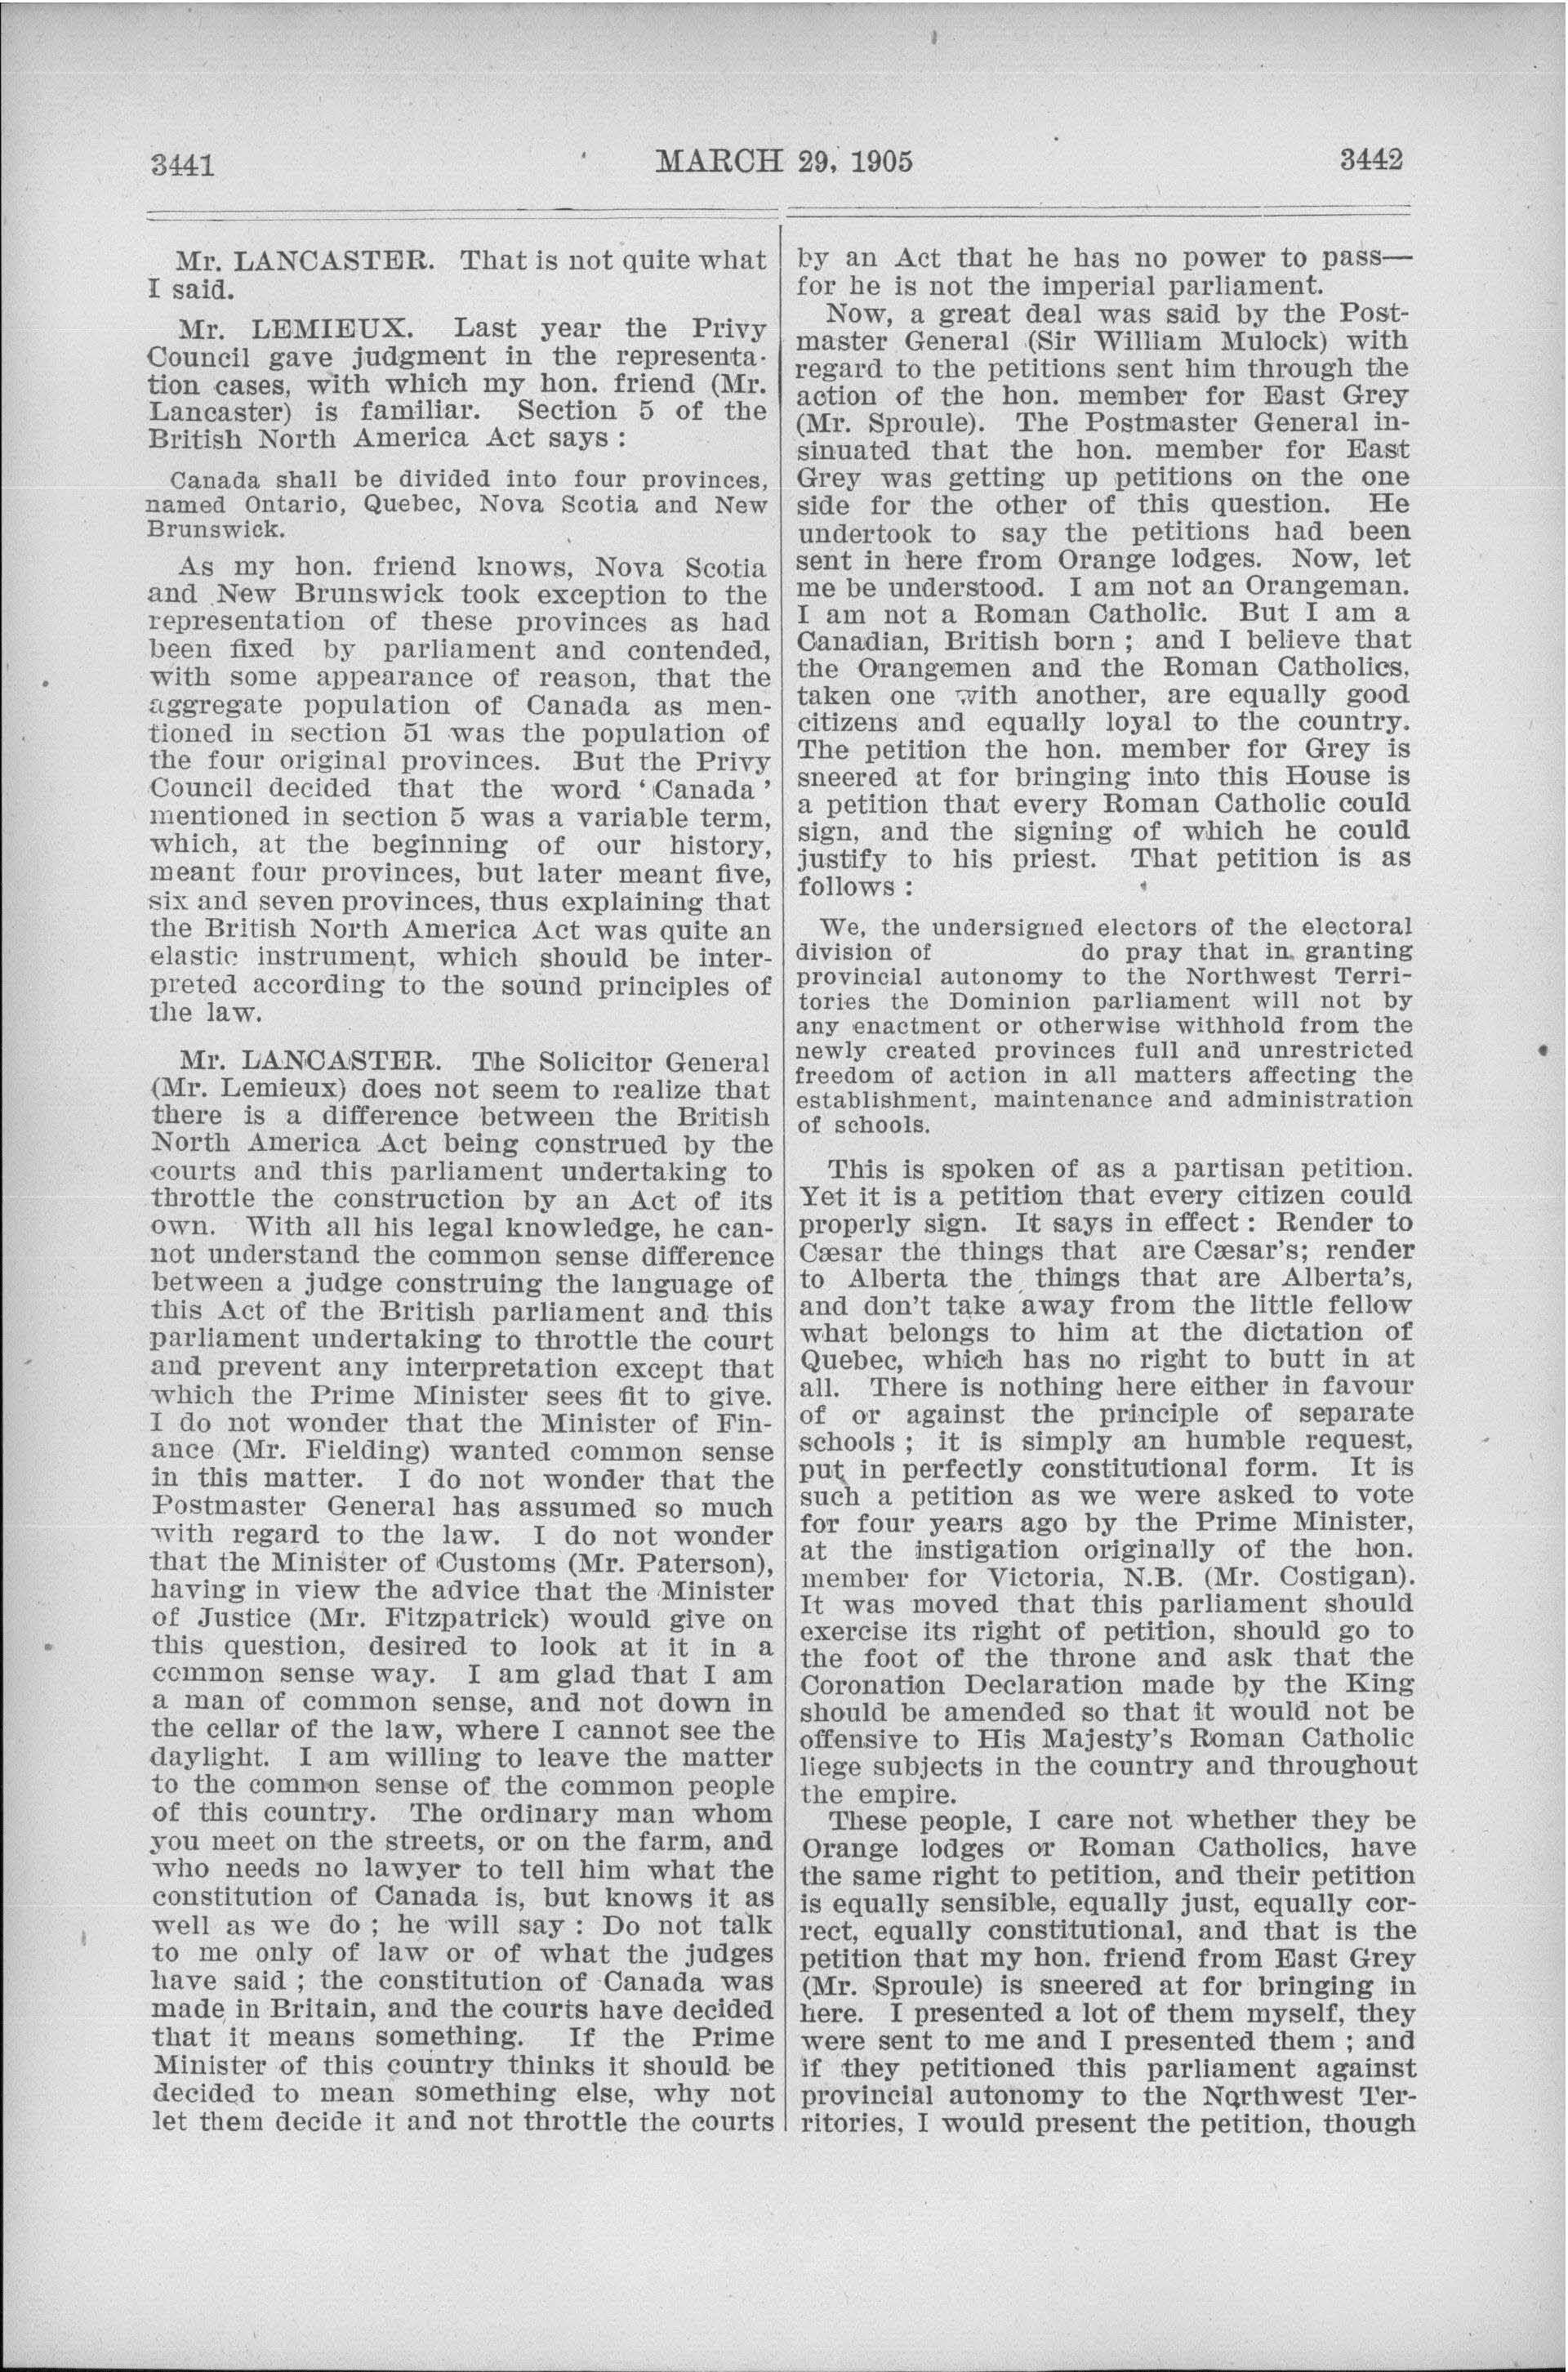 3441
MARCH 29, 1905
3442
Mr. LANCASTER. That is not quite what
I said.
Mr. LEMIEUX. Last year the Privy
Council gave judgment in the representa-
tion cases, with which my hon. friend (Mr.
Lancaster) is familiar. Section 5 of the
British North America Act says :
Canada shall be divided into four provinces,
named Ontario, Quebec, Nova Scotia and New
Brunswick.
As my hon. friend knows, Nova Scotia
and New Brunswick took exception to the
representation of these provinces as had
been fixed by parliament and contended,
with some appearance of reason, that the
aggregate population of Canada as men-
tioned in section 51 was the population of
the four original provinces. But the Privy
Council decided that the word ‘ Canada ’
mentioned in section 5 was a variable term,
which, at the beginning of our history,
meant four provinces, but later meant five,
six and seven provinces, thus explaining that
the British North America Act was quite an
elastic instrument, which should be inter-
preted according to the sound principles of
the law.
Mr. LANCASTER. The Solicitor General
(Mr. Lemieux) does not seem to realize that
there is a difference between the British
North America Act being construed by the
courts and this parliament undertaking to
throttle the construction by an Act of its
own. With all his legal knowledge, he can-
not understand the common sense difference
between a judge construing the language of
this Act of the British parliament and this
parliament undertaking to throttle the court
and prevent any interpretation except that
which the Prime Minister sees fit to give.
I do not wonder that the Minister of Fin-
ance (Mr. Fielding) wanted common sense
in this matter. I do not wonder that the
Postmaster General has assumed so much
with regard to the law. I do not wonder
that the Minister of Customs (Mr. Paterson),
having in view the advice that the Minister
of Justice (Mr. Fitzpatrick) would give on
this question, desired to look at it in a
common sense way. I am glad that I am
a man of common sense, and not down in
the cellar of the law, where I cannot see the
daylight. I am willing to leave the matter
to the common sense of the common people
of this country. The ordinary man whom
you meet on the streets, or on the farm, and
who needs no lawyer to tell him what the
constitution of Canada is, but knows it as
well as we do ; he will say : Do not talk
to me only of law or of what the judges
have said ; the constitution of Canada was
made in Britain, and the courts have decided
that it means something. If the Prime
Minister of this country thinks it should be
decided to mean something else, why not
let them decide it and not throttle the courts
by an Act that he has no power to pass—
for he is not the imperial parliament.
Now, a great deal was said by the Post-
master General (Sir William Mulock) with
regard to the petitions sent him through the
action of the hon. member for East Grey
(Mr. Sproule). The Postmaster General in-
sinuated that the hon. member for East
Grey was getting up petitions on the one
side for the other of this question. He
undertook to say the petitions had been
sent in here from Orange lodges. Now, let
me be understood. I am not an Orangeman.
I am not a Roman Catholic. But I am a
Canadian, British born ; and I believe that
the Orangemen and the Roman Catholics,
taken one with another, are equally good
citizens and equally loyal to the country.
The petition the hon. member for Grey is
sneered at for bringing into this House is
a petition that every Roman Catholic could
sign, and the signing of which he could
justify to his priest. That petition is as
follows :
We, the undersigned electors of the electoral
division of do pray that in granting
provincial autonomy to the Northwest Terri-
tories the Dominion parliament will not by
any enactment or otherwise withhold from the
newly created provinces full and unrestricted
freedom of action in all matters affecting the
establishment, maintenance and administration
of schools.
This is spoken of as a partisan petition.
Yet it is a petition that every citizen could
properly sign. It says in effect : Render to
Cæsar the things that are Cæsar's; render
to Alberta the things that are Alberta's,
and don't take away from the little fellow
what belongs to him at the dictation of
Quebec, which has no right to butt in at
all. There is nothing here either in favour
of or against the principle of separate
schools ; it is simply an humble request,
put in perfectly constitutional form. It is
such a petition as we were asked to vote
for four years ago by the Prime Minister,
at the instigation originally of the hon.
member for Victoria, N.B. (Mr. Costigan).
It was moved that this parliament should
exercise its right of petition, should go to
the foot of the throne and ask that the
Coronation Declaration made by the King
should be amended so that it would not be
offensive to His Majesty's Roman Catholic
liege subjects in the country and throughout
the empire.
These people, I care not whether they be
Orange lodges or Roman Catholics, have
the same right to petition, and their petition
is equally sensible, equally just, equally cor-
rect, equally constitutional, and that is the
petition that my hon. friend from East Grey
(Mr. Sproule) is sneered at for bringing in
here. I presented a lot of them myself, they
were sent to me and I presented them ; and
if they petitioned this parliament against
provincial autonomy to the Northwest Ter-
ritories, I would present the petition, though